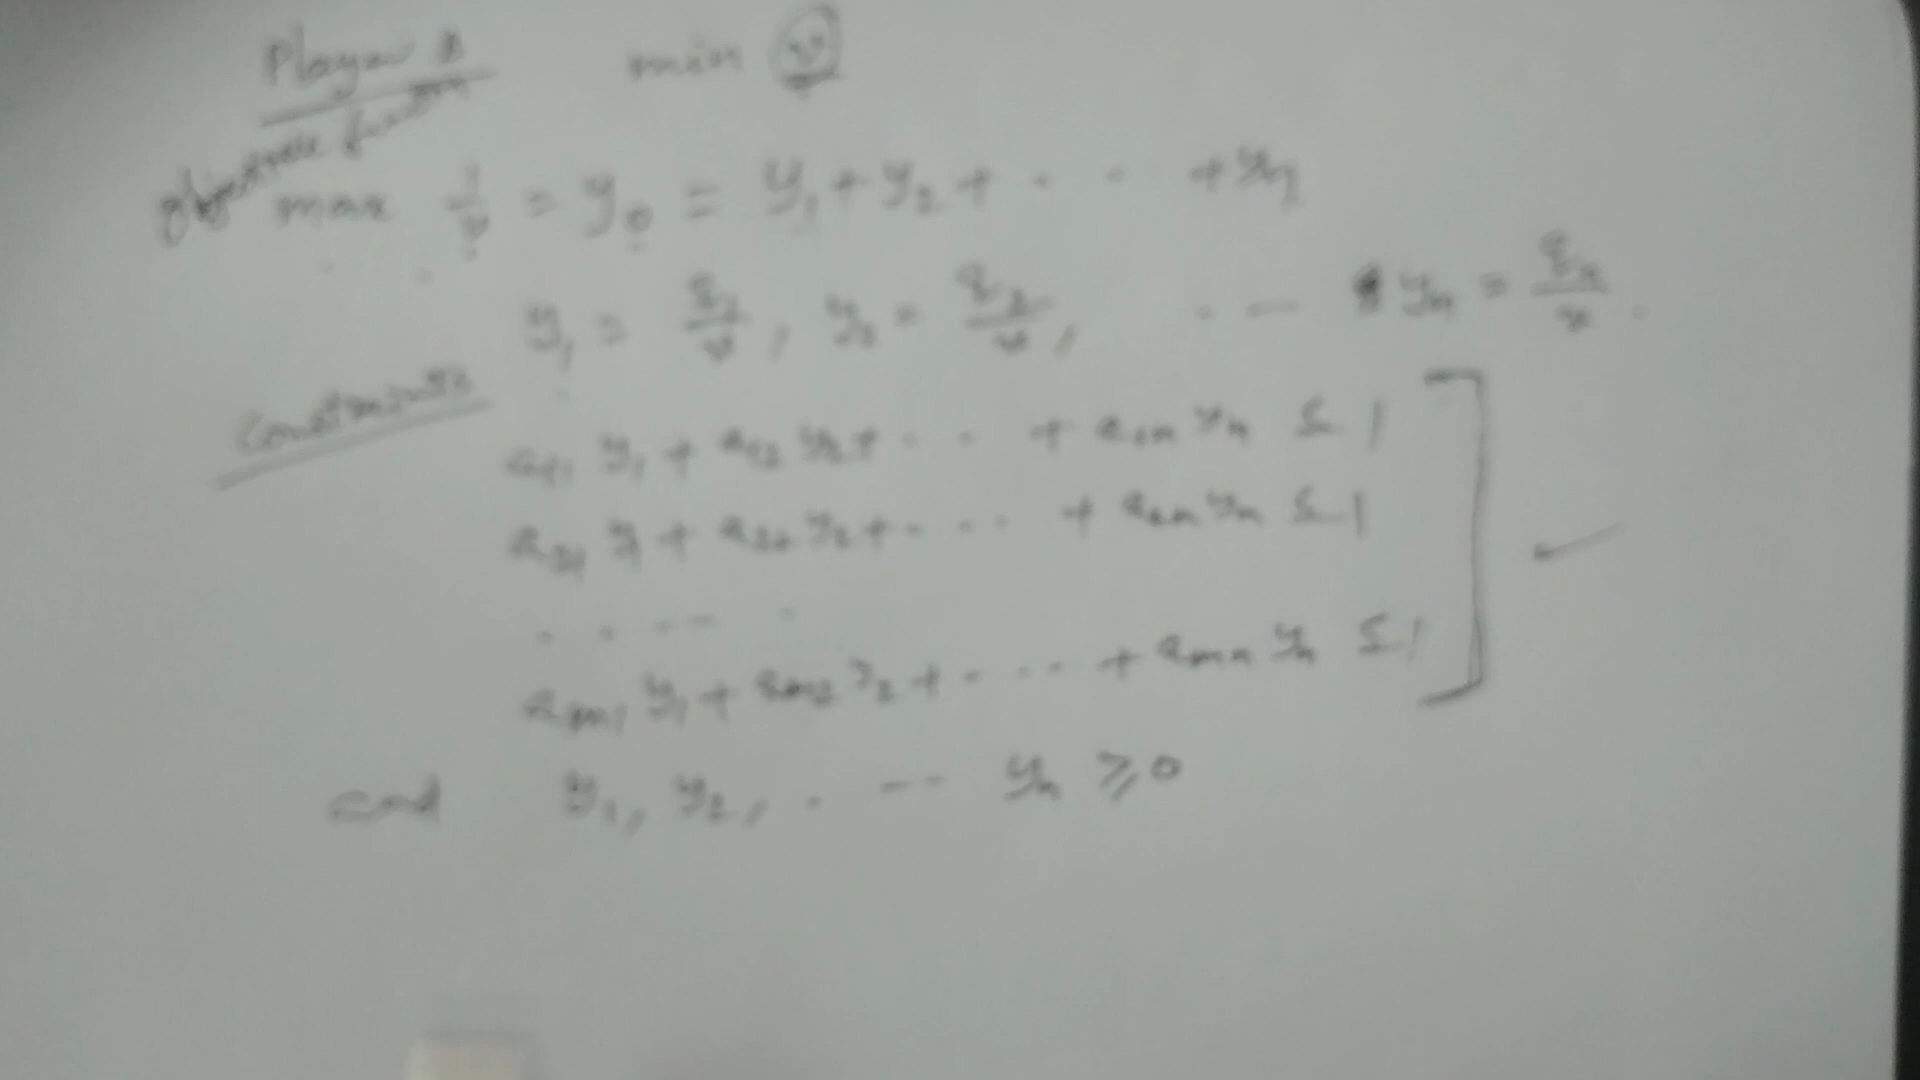 Player B min v
objective function
max 1/v = y₀ = y₁ + y₂ + . . + yₙ
y₁ = q₁/v , y₂ = q₂/v , . — yₙ = qₙ/v .
Constraints
a₁₁ y₁ + a₁₂ y₂ + . . + a₁ₙ yₙ ≤ 1
a₂₁ y₁ + a₂₂ y₂ + . . . + a₂ₙ yₙ ≤ 1
. . -- .
aₘ₁ y₁ + aₘ₂ y₂ + . . . + aₘₙ yₙ ≤ 1
and y₁, y₂, . -- yₙ ≥ 0